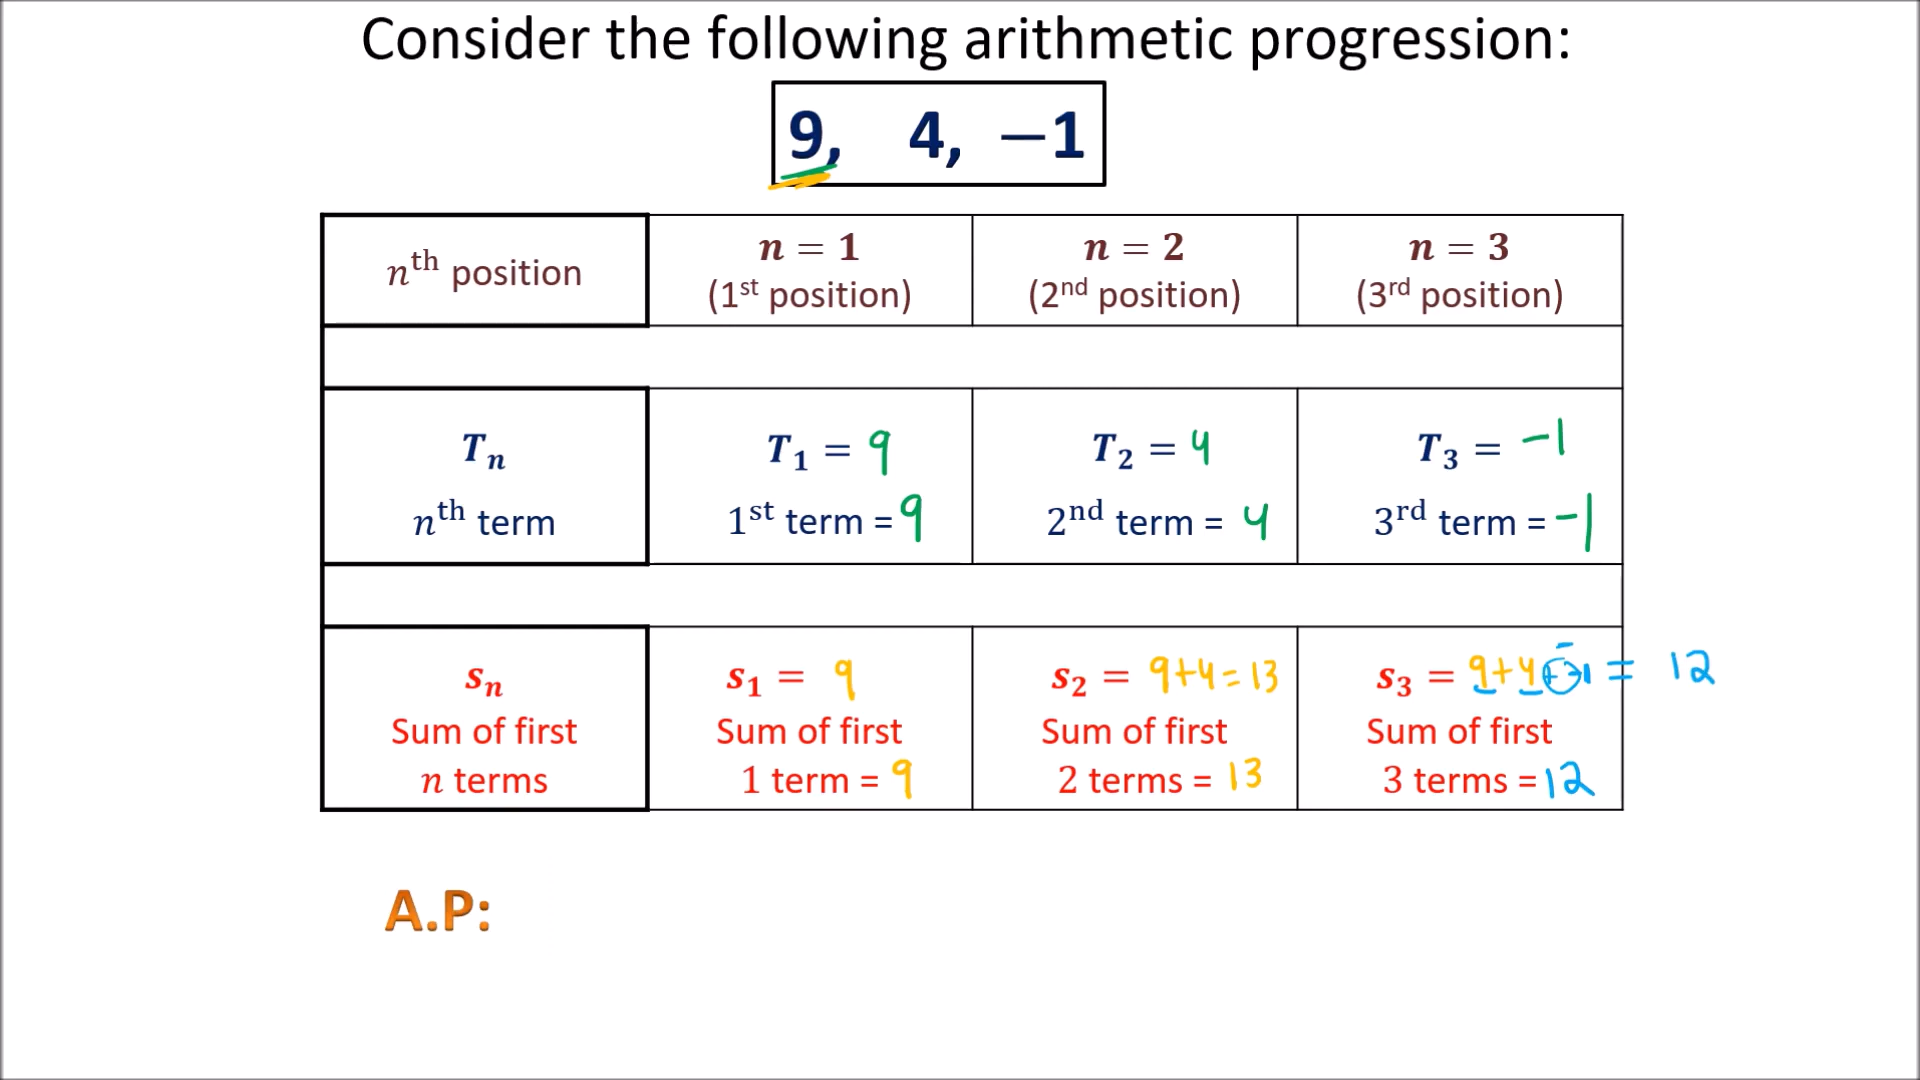 Consider the following arithmetic progression:
9, 4, −1
nᵗʰ position
n = 1
(1ˢᵗ position)
n = 2
(2ⁿᵈ position)
n = 3
(3ʳᵈ position)
Tₙ
nᵗʰ term
T₁ = 9
1ˢᵗ term = 9
T₂ = 4
2ⁿᵈ term = 4
T₃ = -1
3ʳᵈ term = -1
sₙ
Sum of first
n terms
s₁ = 9
Sum of first
1 term = 9
s₂ = 9+4=13
Sum of first
2 terms = 13
s₃ = 9+4+-1 = 12
Sum of first
3 terms = 12
A.P: